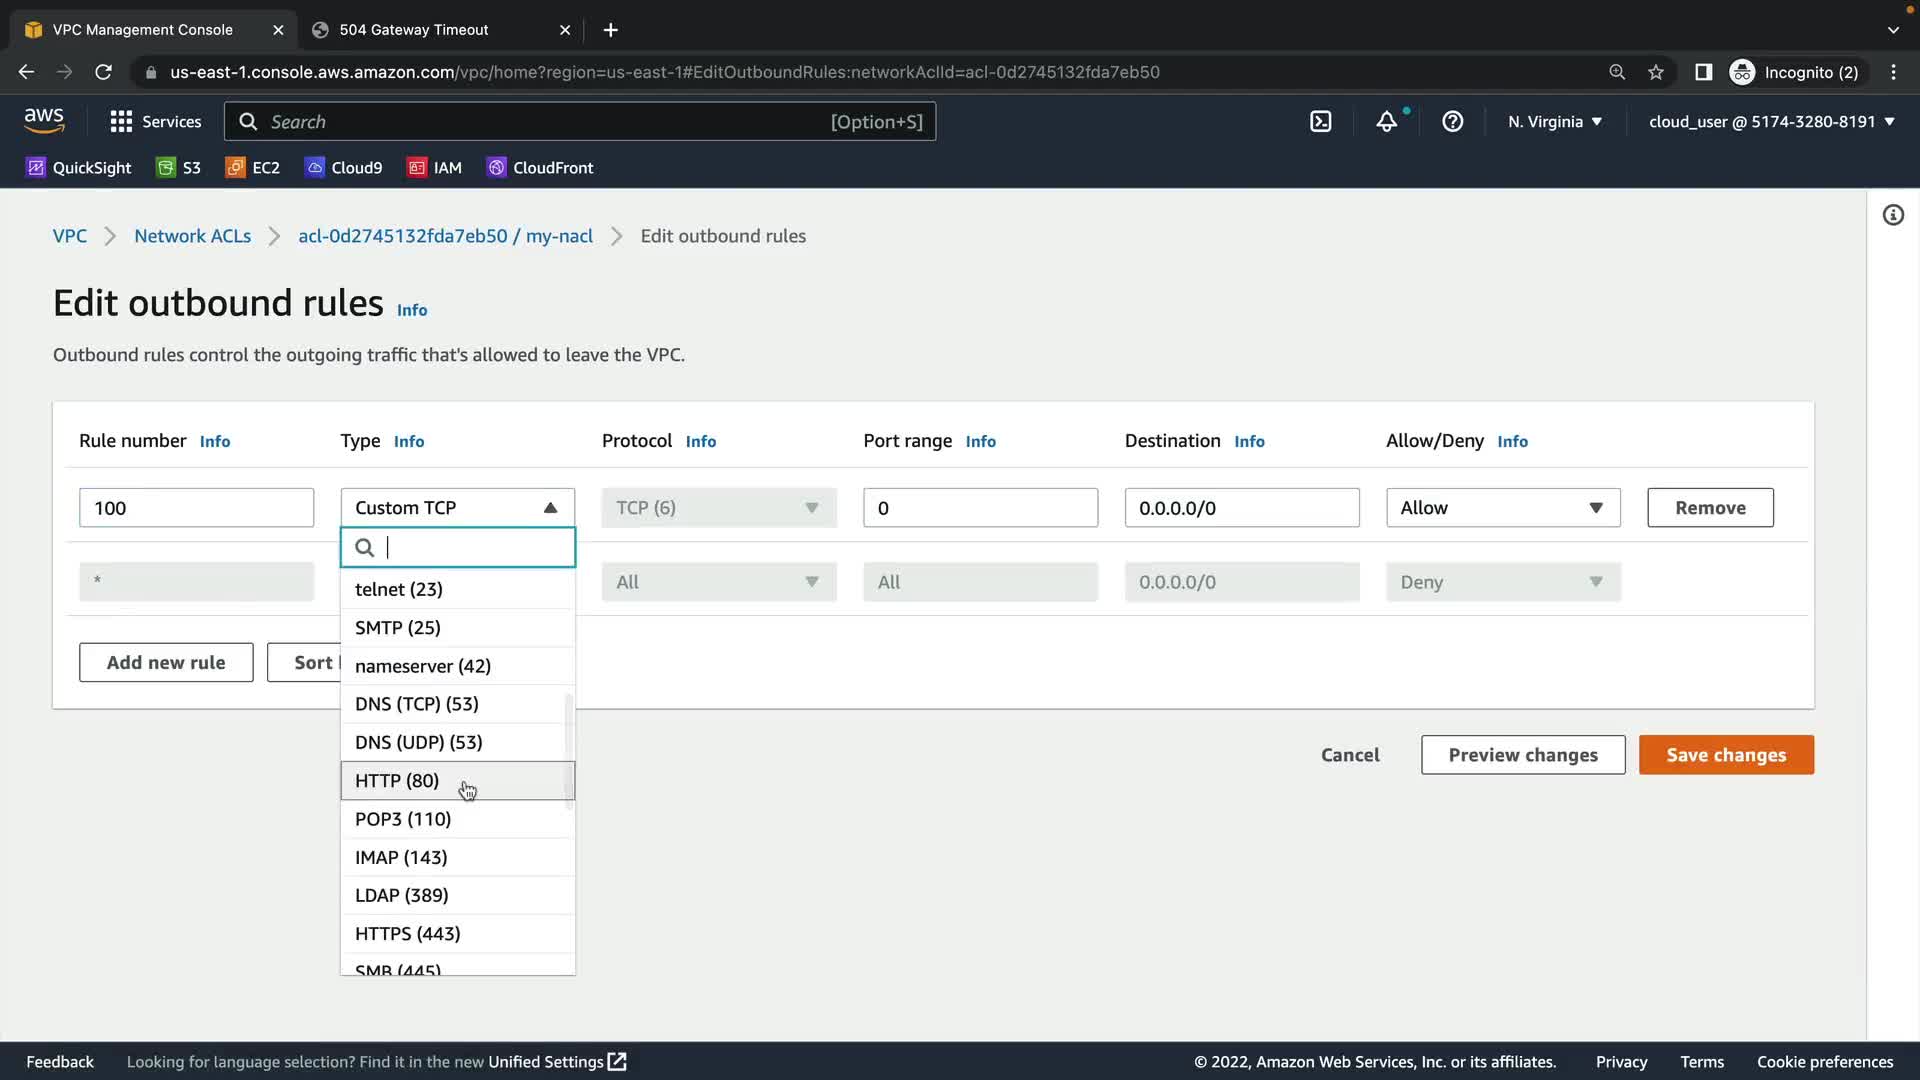 VPC Management Console
504 Gateway Timeout
us-east-1.console.aws.amazon.com/vpc/home?region=us-east-1#EditOutboundRules:networkAclId=acl-0d2745132fda7eb50
Incognito (2)
aws
Services
Search
[Option+S]
N. Virginia
cloud_user @ 5174-3280-8191
QuickSight
S3
EC2
Cloud9
IAM
CloudFront
VPC
Network ACLs
acl-0d2745132fda7eb50 / my-nacl
Edit outbound rules
Edit outbound rules Info
Outbound rules control the outgoing traffic that's allowed to leave the VPC.
Rule number Info
Type Info
Protocol Info
Port range Info
Destination Info
Allow/Deny Info
100
Custom TCP
TCP (6)
0
0.0.0.0/0
Allow
Remove
*
All
All
0.0.0.0/0
Deny
telnet (23)
SMTP (25)
nameserver (42)
DNS (TCP) (53)
DNS (UDP) (53)
HTTP (80)
POP3 (110)
IMAP (143)
LDAP (389)
HTTPS (443)
SMB (445)
Add new rule
Sort
Cancel
Preview changes
Save changes
Feedback
Looking for language selection? Find it in the new Unified Settings
© 2022, Amazon Web Services, Inc. or its affiliates.
Privacy
Terms
Cookie preferences